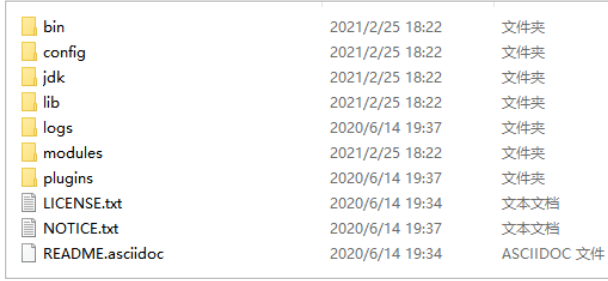 bin 2021/2/25 18:22 文件夹
config 2021/2/25 18:22 文件夹
jdk 2021/2/25 18:22 文件夹
lib 2021/2/25 18:22 文件夹
logs 2020/6/14 19:37 文件夹
modules 2021/2/25 18:22 文件夹
plugins 2020/6/14 19:37 文件夹
LICENSE.txt 2020/6/14 19:34 文本文档
NOTICE.txt 2020/6/14 19:37 文本文档
README.asciidoc 2020/6/14 19:34 ASCIIDOC 文件